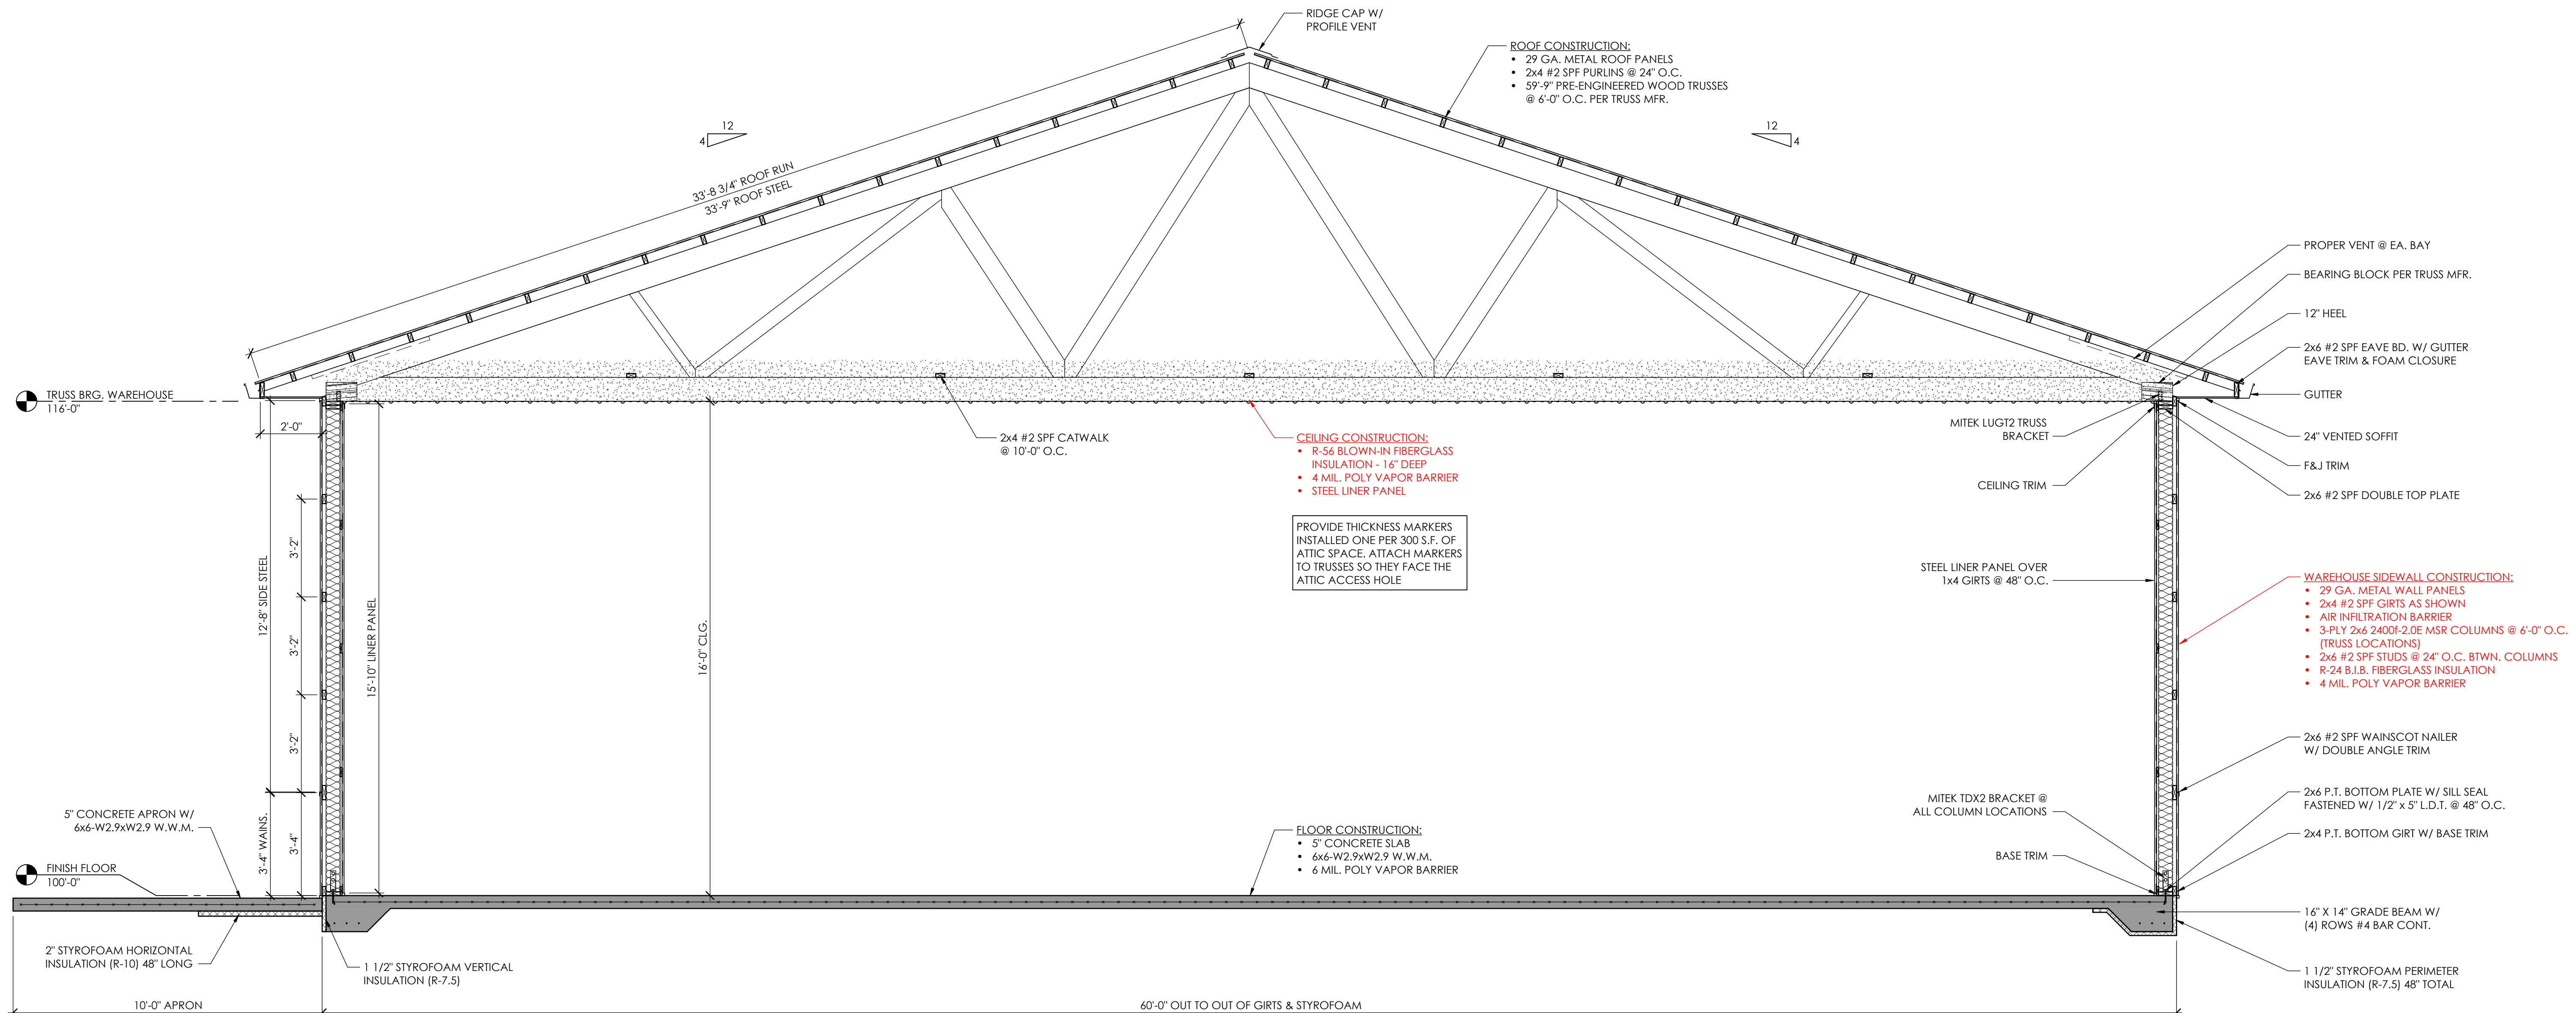 RIDGE CAP W/
PROFILE VENT
ROOF CONSTRUCTION:
• 29 GA. METAL ROOF PANELS
• 2x4 #2 SPF PURLINS @ 24" O.C.
• 59'-9" PRE-ENGINEERED WOOD TRUSSES
@ 6'-0" O.C. PER TRUSS MFR.
12
4
12
4
33'-8 3/4" ROOF RUN
33'-9" ROOF STEEL
PROPER VENT @ EA. BAY
BEARING BLOCK PER TRUSS MFR.
12" HEEL
2x6 #2 SPF EAVE BD. W/ GUTTER
EAVE TRIM & FOAM CLOSURE
GUTTER
24" VENTED SOFFIT
F&J TRIM
2x6 #2 SPF DOUBLE TOP PLATE
TRUSS BRG. WAREHOUSE
116'-0"
2'-0"
2x4 #2 SPF CATWALK
@ 10'-0" O.C.
CEILING CONSTRUCTION:
• R-56 BLOWN-IN FIBERGLASS
INSULATION - 16" DEEP
• 4 MIL. POLY VAPOR BARRIER
• STEEL LINER PANEL
MITEK LUGT2 TRUSS
BRACKET
CEILING TRIM
PROVIDE THICKNESS MARKERS
INSTALLED ONE PER 300 S.F. OF
ATTIC SPACE. ATTACH MARKERS
TO TRUSSES SO THEY FACE THE
ATTIC ACCESS HOLE
STEEL LINER PANEL OVER
1x4 GIRTS @ 48" O.C.
WAREHOUSE SIDEWALL CONSTRUCTION:
• 29 GA. METAL WALL PANELS
• 2x4 #2 SPF GIRTS AS SHOWN
• AIR INFILTRATION BARRIER
• 3-PLY 2x6 2400f-2.0E MSR COLUMNS @ 6'-0" O.C.
(TRUSS LOCATIONS)
• 2x6 #2 SPF STUDS @ 24" O.C. BTWN. COLUMNS
• R-24 B.I.B. FIBERGLASS INSULATION
• 4 MIL. POLY VAPOR BARRIER
12'-8" SIDE STEEL
3'-2"
3'-2"
3'-2"
15'-10" LINER PANEL
16'-0" CLG.
3'-4" WAINS.
3'-4"
2x6 #2 SPF WAINSCOT NAILER
W/ DOUBLE ANGLE TRIM
2x6 P.T. BOTTOM PLATE W/ SILL SEAL
FASTENED W/ 1/2" x 5" L.D.T. @ 48" O.C.
2x4 P.T. BOTTOM GIRT W/ BASE TRIM
MITEK TDX2 BRACKET @
ALL COLUMN LOCATIONS
BASE TRIM
5" CONCRETE APRON W/
6x6-W2.9xW2.9 W.W.M.
FINISH FLOOR
100'-0"
FLOOR CONSTRUCTION:
• 5" CONCRETE SLAB
• 6x6-W2.9xW2.9 W.W.M.
• 6 MIL. POLY VAPOR BARRIER
16" X 14" GRADE BEAM W/
(4) ROWS #4 BAR CONT.
2" STYROFOAM HORIZONTAL
INSULATION (R-10) 48" LONG
1 1/2" STYROFOAM VERTICAL
INSULATION (R-7.5)
1 1/2" STYROFOAM PERIMETER
INSULATION (R-7.5) 48" TOTAL
10'-0" APRON
60'-0" OUT TO OUT OF GIRTS & STYROFOAM